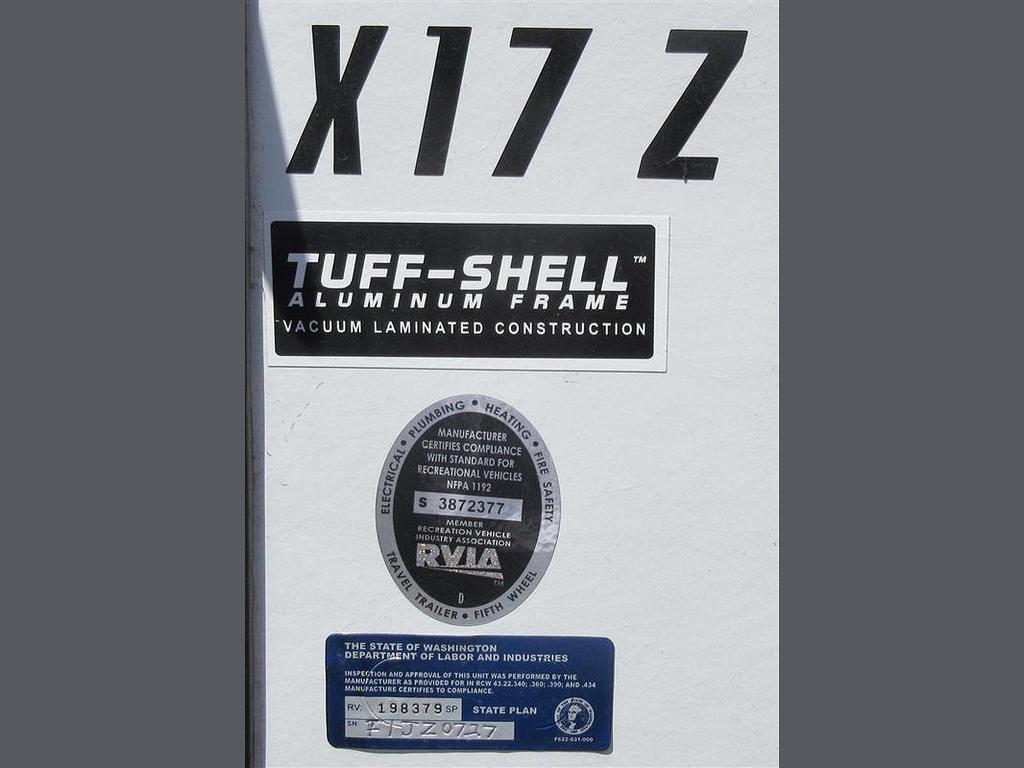 X17 Z
TUFF-SHELL™
ALUMINUM FRAME
VACUUM LAMINATED CONSTRUCTION
ELECTRICAL • PLUMBING • HEATING • FIRE SAFETY
MANUFACTURER
CERTIFIES COMPLIANCE
WITH STANDARD FOR
RECREATIONAL VEHICLES
NFPA 1192
S 3872377
MEMBER
RECREATION VEHICLE
INDUSTRY ASSOCIATION
RVIA
TM
D
TRAVEL TRAILER • FIFTH WHEEL
THE STATE OF WASHINGTON
DEPARTMENT OF LABOR AND INDUSTRIES
INSPECTION AND APPROVAL OF THIS UNIT WAS PERFORMED BY THE
MANUFACTURER AS PROVIDED FOR IN RCW 43.22.340; .360; .390; AND .434
MANUFACTURE CERTIFIES TO COMPLIANCE.
RV: 198379 SP STATE PLAN
SN:
F622-031-000